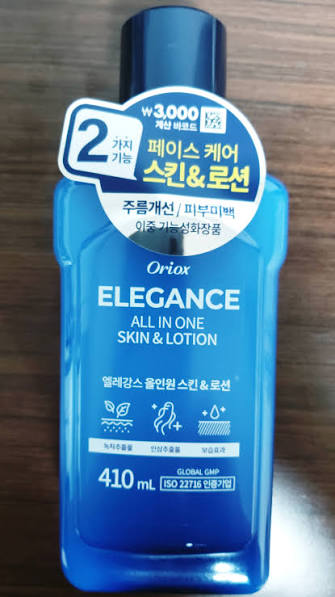 ₩3,000
계산 바코드
2 가지
기능
페이스 케어
스킨&로션
주름개선/피부미백
이중 기능성화장품
Oriox
ELEGANCE
ALL IN ONE
SKIN & LOTION
엘레강스 올인원 스킨&로션
녹차추출물 인삼추출물 보습효과
410 mL
GLOBAL GMP
ISO 22716 인증기업